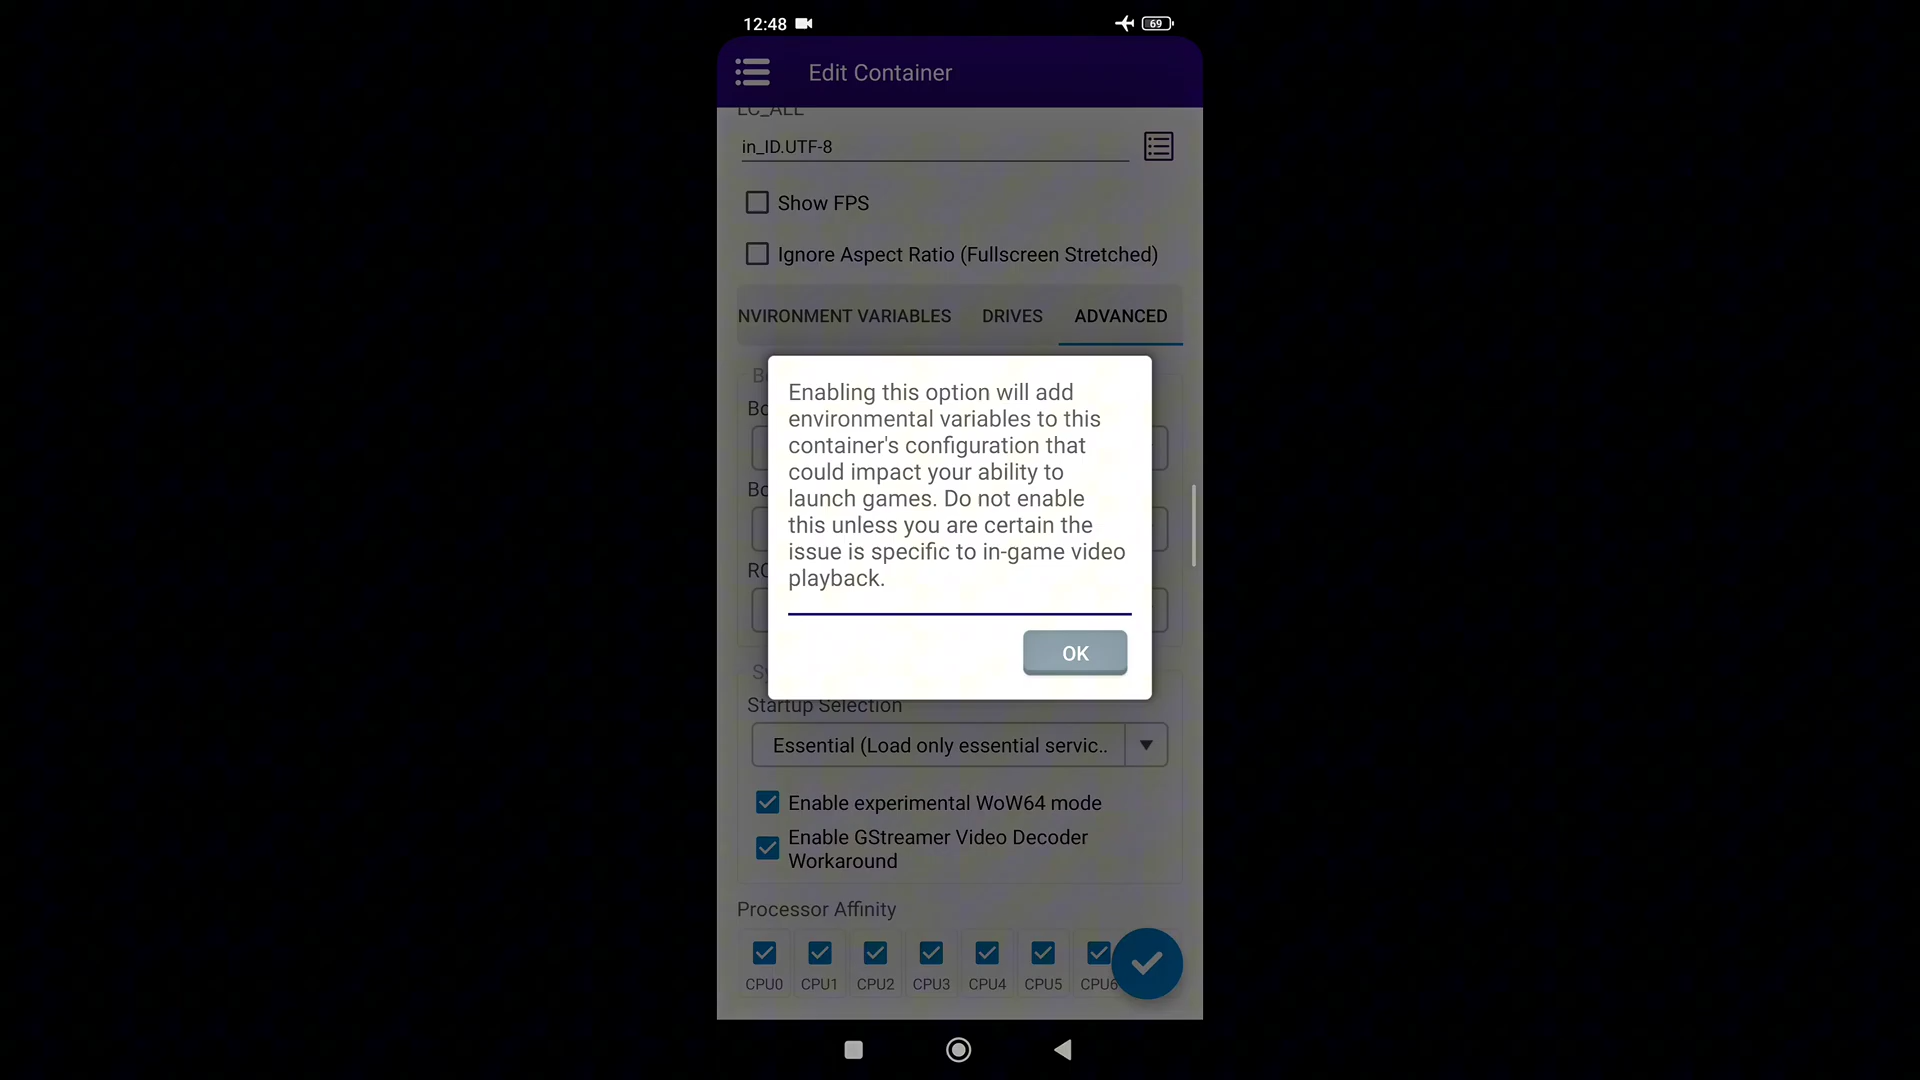 12:48
69
Edit Container
LC_ALL
in_ID.UTF-8
Show FPS
Ignore Aspect Ratio (Fullscreen Stretched)
NVIRONMENT VARIABLES DRIVES ADVANCED
Enabling this option will add
environmental variables to this
container's configuration that
could impact your ability to
launch games. Do not enable
this unless you are certain the
issue is specific to in-game video
playback.
OK
Startup Selection
Essential (Load only essential servic..
Enable experimental WoW64 mode
Enable GStreamer Video Decoder
Workaround
Processor Affinity
CPU0 CPU1 CPU2 CPU3 CPU4 CPU5 CPU6